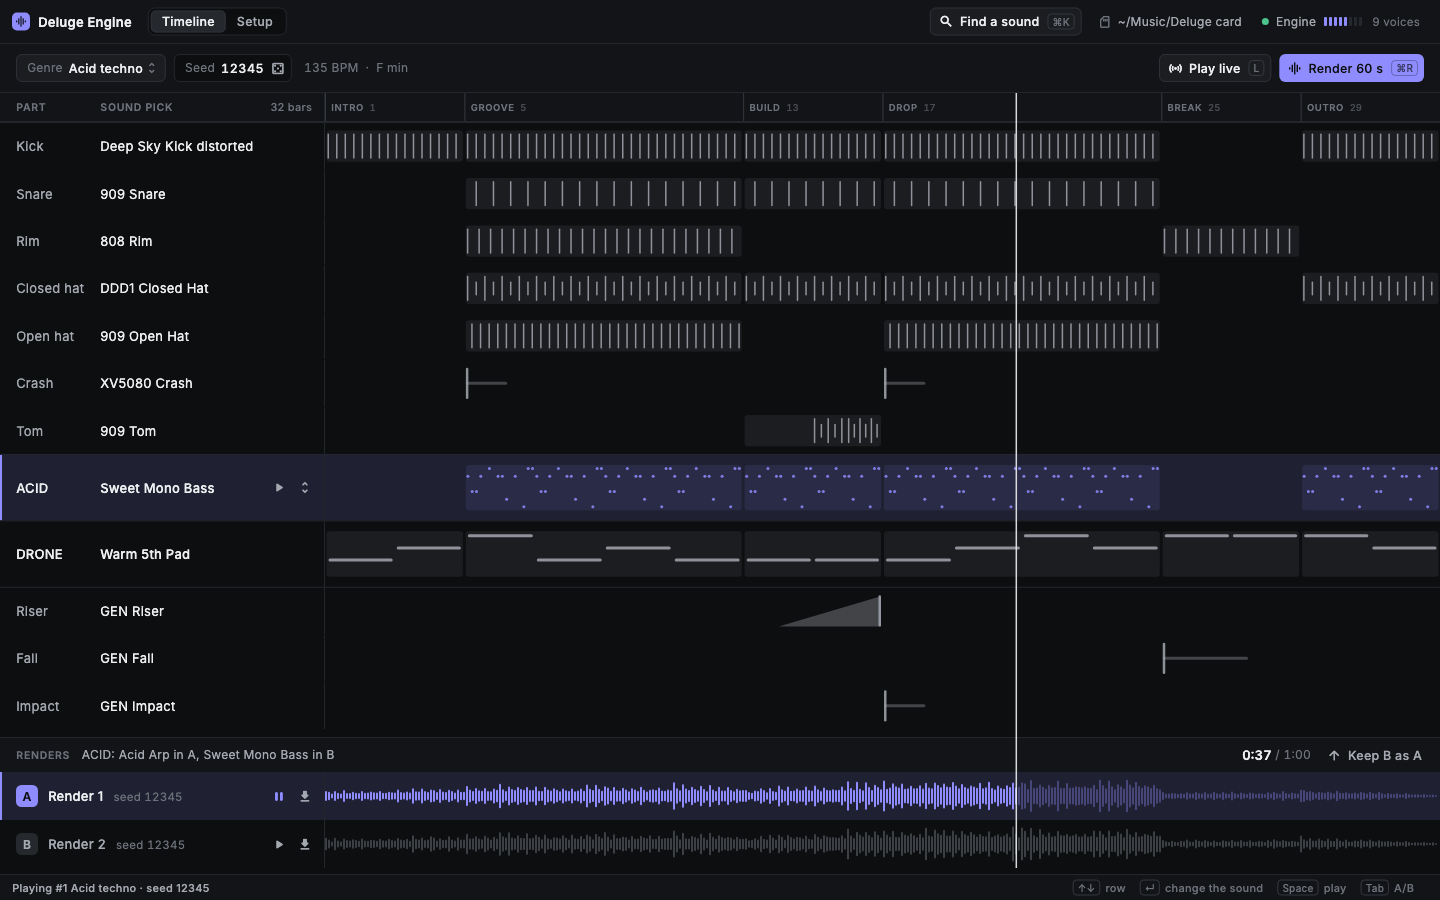 Deluge Engine Timeline Setup Find a sound ⌘K ~/Music/Deluge card Engine 9 voices
Genre Acid techno Seed 12345 135 BPM · F min Play live L Render 60 s ⌘R
PART SOUND PICK 32 bars INTRO 1 GROOVE 5 BUILD 13 DROP 17 BREAK 25 OUTRO 29
Kick Deep Sky Kick distorted
Snare 909 Snare
Rim 808 Rim
Closed hat DDD1 Closed Hat
Open hat 909 Open Hat
Crash XV5080 Crash
Tom 909 Tom
ACID Sweet Mono Bass
DRONE Warm 5th Pad
Riser GEN Riser
Fall GEN Fall
Impact GEN Impact
RENDERS ACID: Acid Arp in A, Sweet Mono Bass in B 0:37 / 1:00 ↑ Keep B as A
A Render 1 seed 12345
B Render 2 seed 12345
Playing #1 Acid techno · seed 12345 ↑↓ row ↵ change the sound Space play Tab A/B